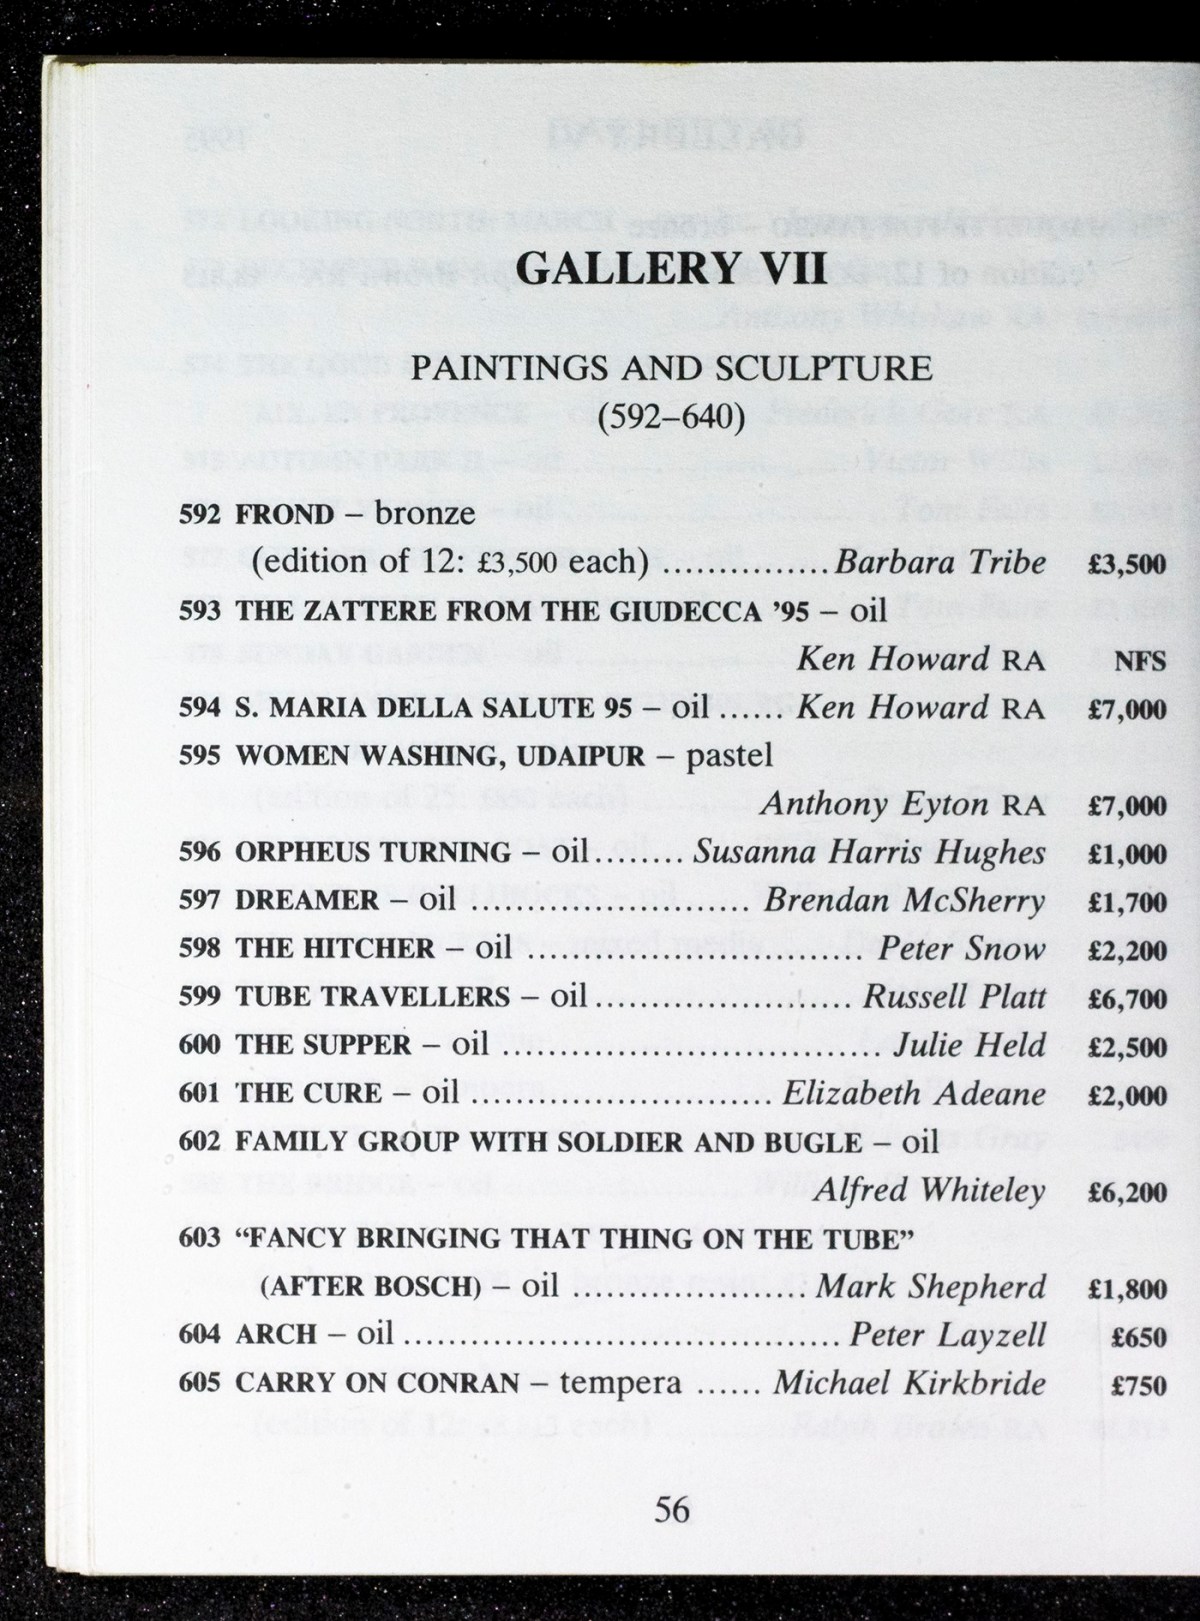 GALLERY VII
PAINTINGS AND SCULPTURE
(592–640)
592 FROND – bronze
(edition of 12: £3,500 each) ............... Barbara Tribe £3,500
593 THE ZATTERE FROM THE GIUDECCA ’95 – oil
Ken Howard RA NFS
594 S. MARIA DELLA SALUTE 95 – oil ...... Ken Howard RA £7,000
595 WOMEN WASHING, UDAIPUR – pastel
Anthony Eyton RA £7,000
596 ORPHEUS TURNING – oil ........ Susanna Harris Hughes £1,000
597 DREAMER – oil .......................... Brendan McSherry £1,700
598 THE HITCHER – oil ................................ Peter Snow £2,200
599 TUBE TRAVELLERS – oil ........................ Russell Platt £6,700
600 THE SUPPER – oil ................................... Julie Held £2,500
601 THE CURE – oil ............................ Elizabeth Adeane £2,000
602 FAMILY GROUP WITH SOLDIER AND BUGLE – oil
Alfred Whiteley £6,200
603 “FANCY BRINGING THAT THING ON THE TUBE”
(AFTER BOSCH) – oil ...................... Mark Shepherd £1,800
604 ARCH – oil ......................................... Peter Layzell £650
605 CARRY ON CONRAN – tempera ...... Michael Kirkbride £750
56